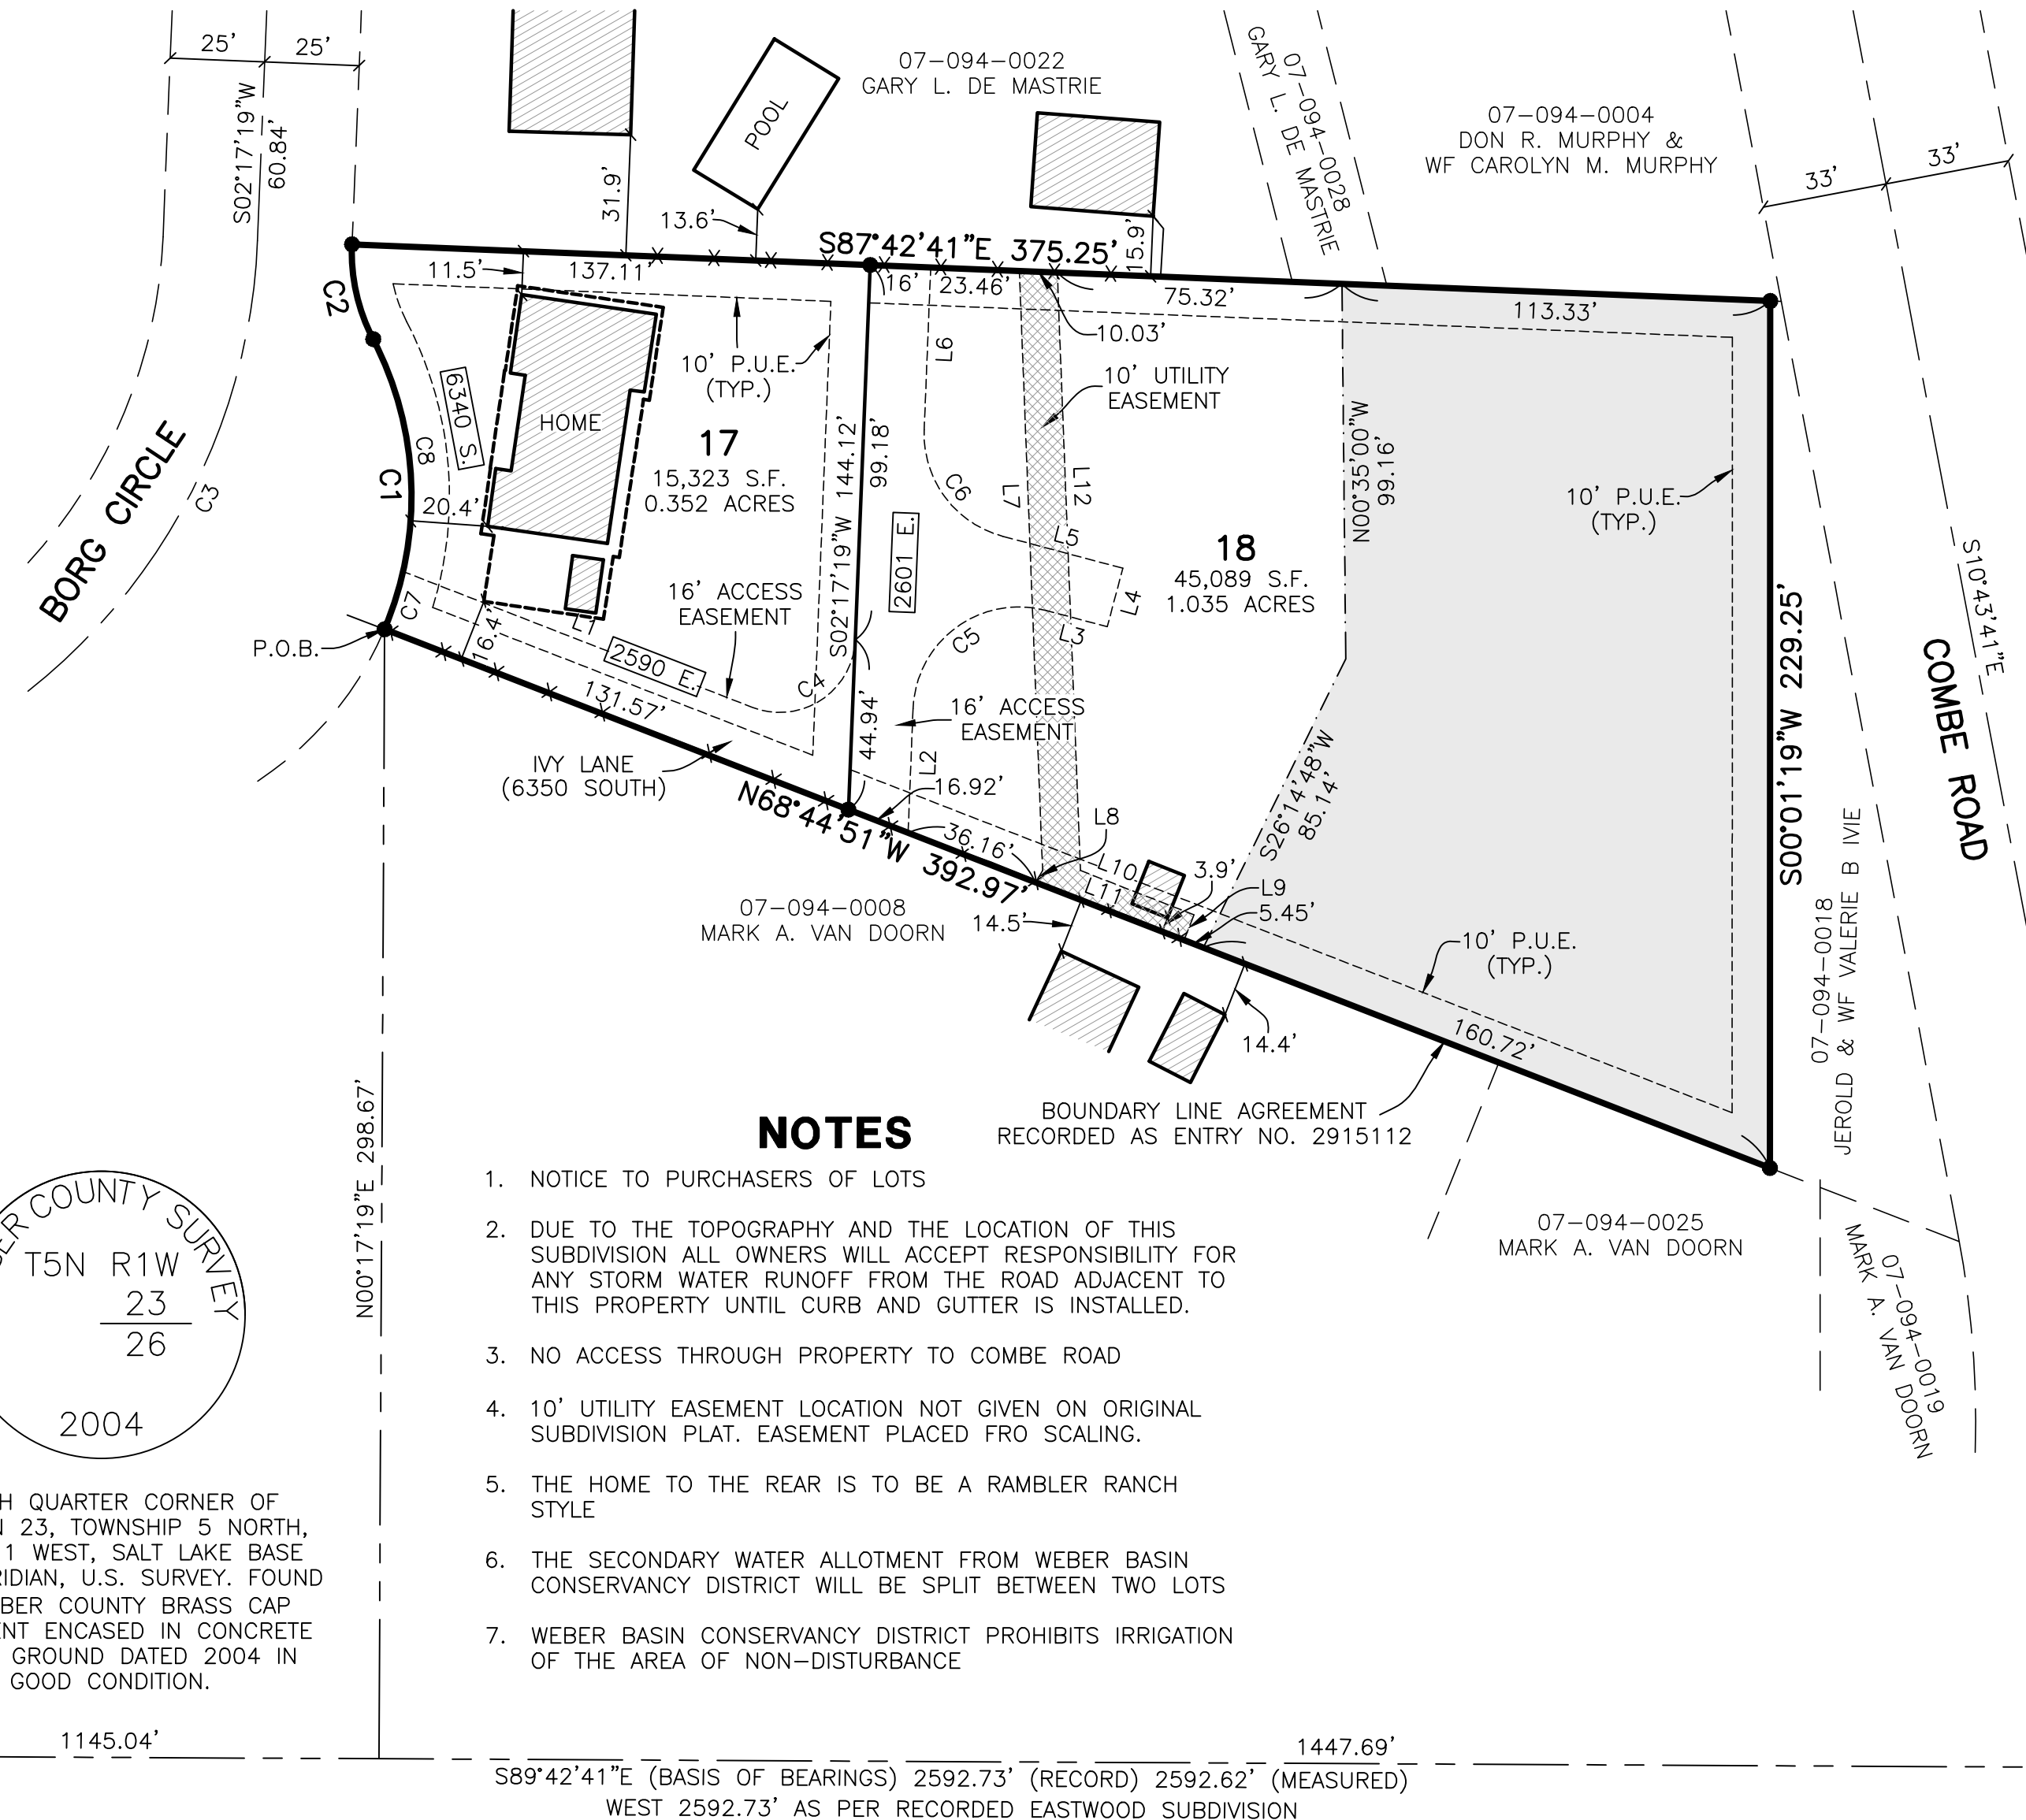 25'
25'
S02°17'19"W
60.84'
07-094-0022
GARY L. DE MASTRIE
07-094-0028
GARY L. DE MASTRIE
07-094-0004
DON R. MURPHY &
WF CAROLYN M. MURPHY
33'
33'
POOL
31.9'
13.6'
15.9'
S87°42'41"E 375.25'
11.5'
137.11'
16'
23.46'
75.32'
113.33'
10.03'
C2
C1
C8
C3
C7
BORG CIRCLE
6340 S.
HOME
20.4'
10' P.U.E.
(TYP.)
17
15,323 S.F.
0.352 ACRES
S02°17'19"W 144.12'
99.18'
2601 E.
L6
C6
L7
L12
L5
L4
L3
C5
10' UTILITY
EASEMENT
N00°35'00"W
99.16'
10' P.U.E.
(TYP.)
18
45,089 S.F.
1.035 ACRES
S10°43'41"E
COMBE ROAD
S00°01'19"W 229.25'
P.O.B.
16.4'
L1
2590 E.
16' ACCESS
EASEMENT
C4
44.94'
131.57'
IVY LANE
(6350 SOUTH)
16' ACCESS
EASEMENT
L2
16.92'
N68°44'51"W 392.97'
36.16'
L8
L10
L11
3.9'
L9
5.45'
S26°14'48"W
85.14'
07-094-0008
MARK A. VAN DOORN
14.5'
14.4'
10' P.U.E.
(TYP.)
160.72'
07-094-0018
JEROLD & WF VALERIE B IVIE
BOUNDARY LINE AGREEMENT
RECORDED AS ENTRY NO. 2915112
07-094-0025
MARK A. VAN DOORN
07-094-0019
MARK A. VAN DOORN
N00°17'19"E 298.67'
NOTES
1. NOTICE TO PURCHASERS OF LOTS
2. DUE TO THE TOPOGRAPHY AND THE LOCATION OF THIS
SUBDIVISION ALL OWNERS WILL ACCEPT RESPONSIBILITY FOR
ANY STORM WATER RUNOFF FROM THE ROAD ADJACENT TO
THIS PROPERTY UNTIL CURB AND GUTTER IS INSTALLED.
3. NO ACCESS THROUGH PROPERTY TO COMBE ROAD
4. 10' UTILITY EASEMENT LOCATION NOT GIVEN ON ORIGINAL
SUBDIVISION PLAT. EASEMENT PLACED FRO SCALING.
5. THE HOME TO THE REAR IS TO BE A RAMBLER RANCH
STYLE
6. THE SECONDARY WATER ALLOTMENT FROM WEBER BASIN
CONSERVANCY DISTRICT WILL BE SPLIT BETWEEN TWO LOTS
7. WEBER BASIN CONSERVANCY DISTRICT PROHIBITS IRRIGATION
OF THE AREA OF NON-DISTURBANCE
BER COUNTY SURVEY
T5N R1W
23
26
2004
H QUARTER CORNER OF
N 23, TOWNSHIP 5 NORTH,
1 WEST, SALT LAKE BASE
RIDIAN, U.S. SURVEY. FOUND
BER COUNTY BRASS CAP
ENT ENCASED IN CONCRETE
GROUND DATED 2004 IN
GOOD CONDITION.
1145.04'
1447.69'
S89°42'41"E (BASIS OF BEARINGS) 2592.73' (RECORD) 2592.62' (MEASURED)
WEST 2592.73' AS PER RECORDED EASTWOOD SUBDIVISION